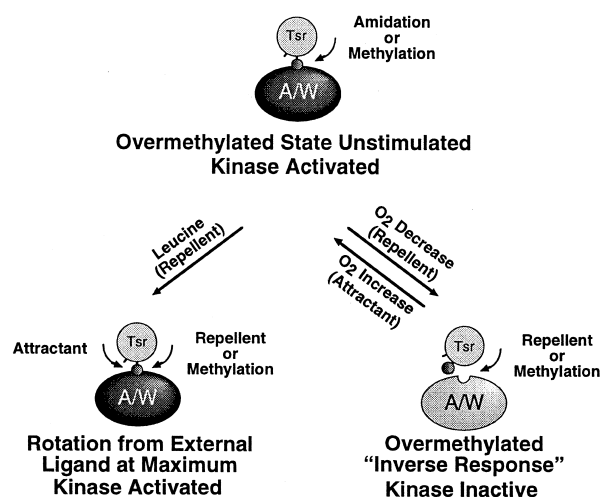 Tsr
Amidation
or
Methylation
A/W
Overmethylated State Unstimulated
Kinase Activated
Leucine
(Repellent)
O2 Decrease
(Repellent)
O2 Increase
(Attractant)
Attractant
Tsr
Repellent
or
Methylation
A/W
Rotation from External
Ligand at Maximum
Kinase Activated
Tsr
Repellent
or
Methylation
A/W
Overmethylated
“Inverse Response”
Kinase Inactive